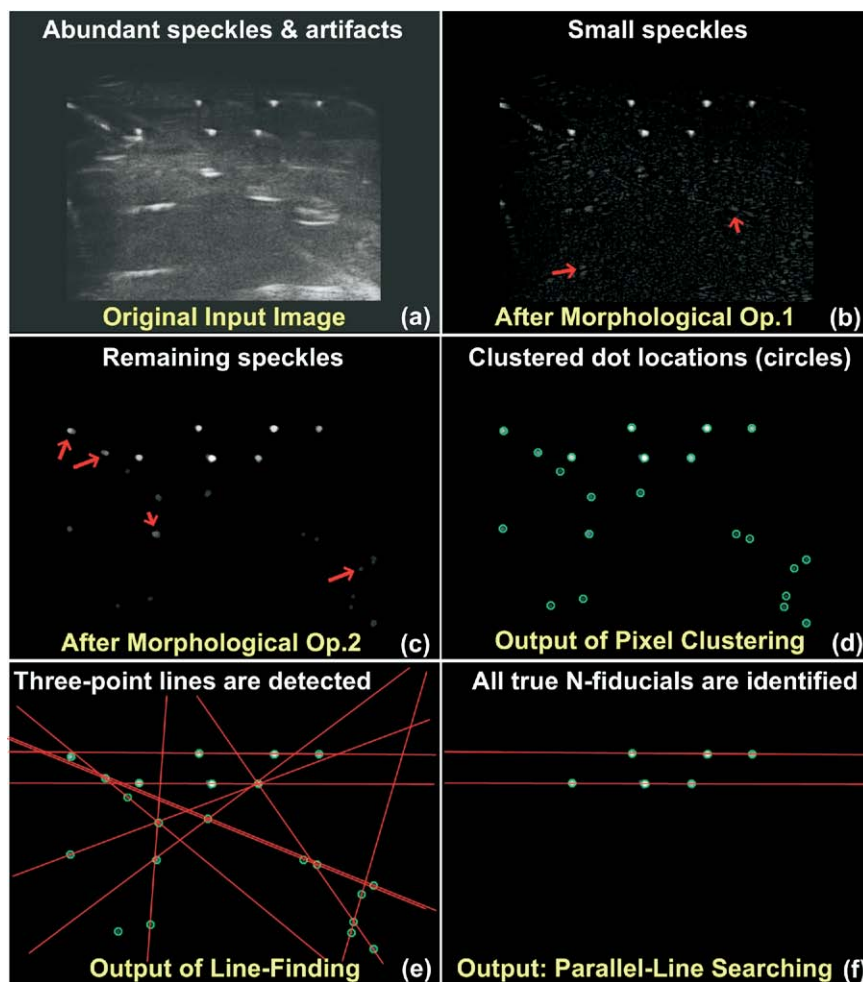 Abundant speckles & artifacts
Original Input Image (a)
Small speckles
After Morphological Op.1 (b)
Remaining speckles
After Morphological Op.2 (c)
Clustered dot locations (circles)
Output of Pixel Clustering (d)
Three-point lines are detected
Output of Line-Finding (e)
All true N-fiducials are identified
Output: Parallel-Line Searching (f)